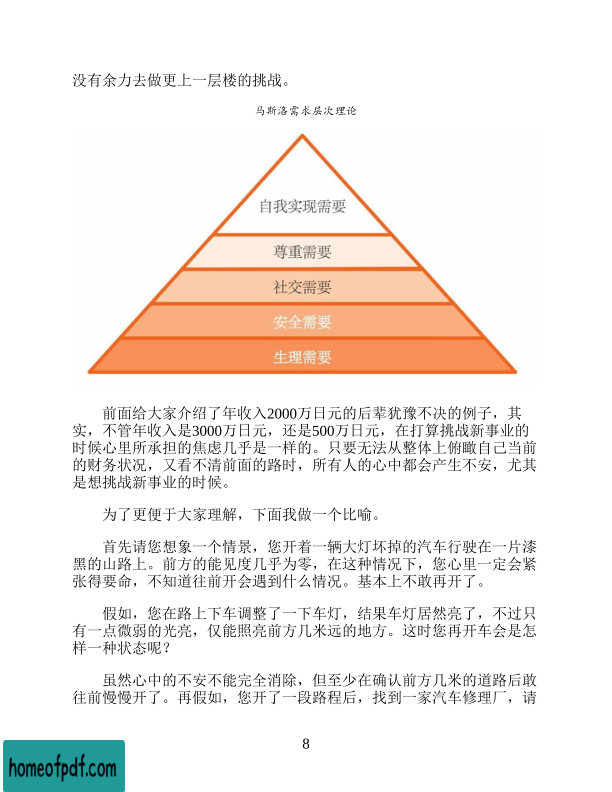 没有余力去做更上一层楼的挑战。
马斯洛需求层次理论
自我实现需要
尊重需要
社交需要
安全需要
生理需要
前面给大家介绍了年收入2000万日元的后辈犹豫不决的例子，其
实，不管年收入是3000万日元，还是500万日元，在打算挑战新事业的
时候心里所承担的焦虑几乎是一样的。只要无法从整体上俯瞰自己当前
的财务状况，又看不清前面的路时，所有人的心中都会产生不安，尤其
是想挑战新事业的时候。
为了更便于大家理解，下面我做一个比喻。
首先请您想象一个情景，您开着一辆大灯坏掉的汽车行驶在一片漆
黑的山路上。前方的能见度几乎为零，在这种情况下，您心里一定会紧
张得要命，不知道往前开会遇到什么情况。基本上不敢再开了。
假如，您在路上下车调整了一下车灯，结果车灯居然亮了，不过只
有一点微弱的光亮，仅能照亮前方几米远的地方。这时您再开车会是怎
样一种状态呢？
虽然心中的不安不能完全消除，但至少在确认前方几米的道路后敢
往前慢慢开了。再假如，您开了一段路程后，找到一家汽车修理厂，请
8
homeofpdf.com